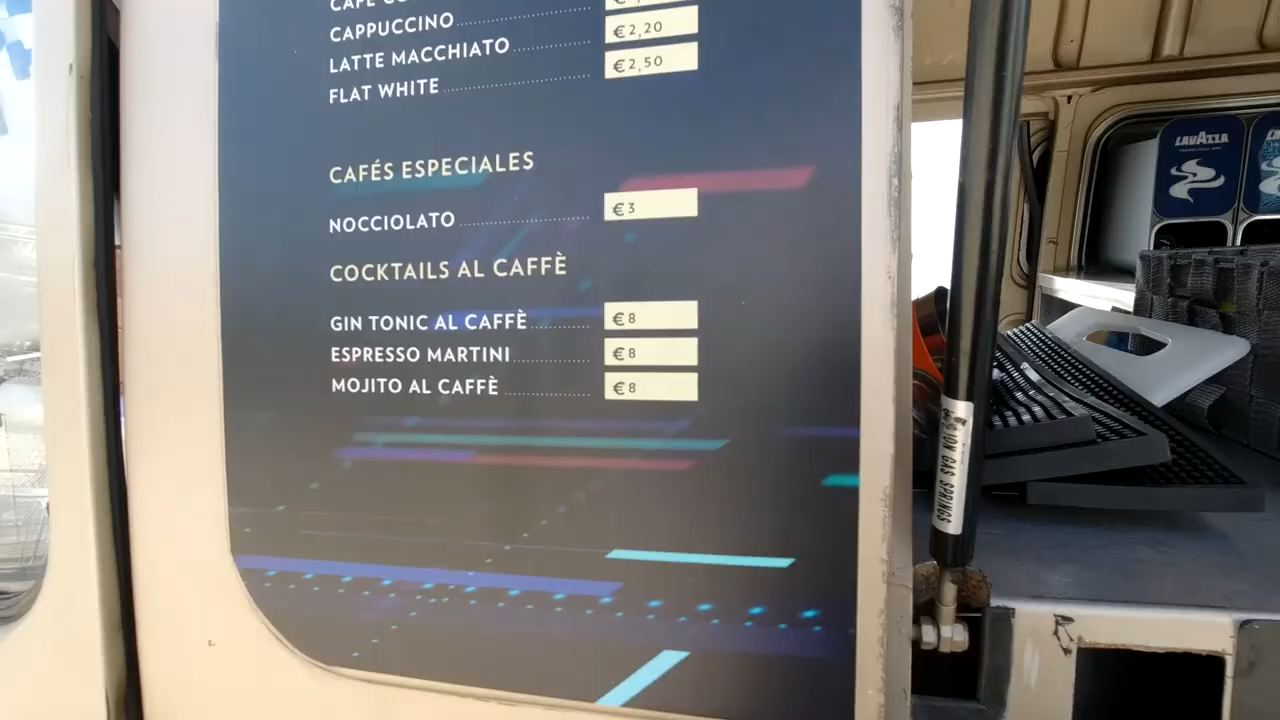 CAPPUCCINO
€2,20
LATTE MACCHIATO
€2,50
FLAT WHITE
CAFÉS ESPECIALES
NOCCIOLATO
€3
COCKTAILS AL CAFFÈ
GIN TONIC AL CAFFÈ
€8
ESPRESSO MARTINI
€8
MOJITO AL CAFFÈ
€8
LAVAZZA
ION GAS SPRINGS